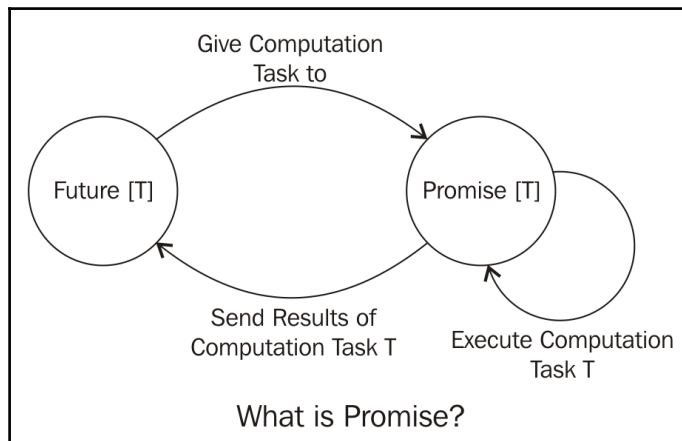 Give Computation
Task to
Future [T]
Promise [T]
Send Results of
Computation Task T
Execute Computation
Task T
What is Promise?